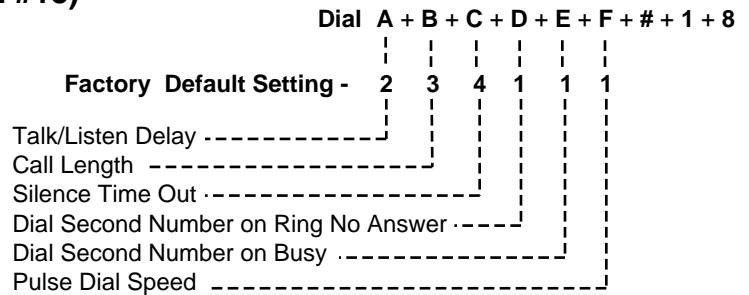 Dial A + B + C + D + E + F + # + 1 + 8
Factory Default Setting - 2 3 4 1 1 1
Talk/Listen Delay
Call Length
Silence Time Out
Dial Second Number on Ring No Answer
Dial Second Number on Busy
Pulse Dial Speed